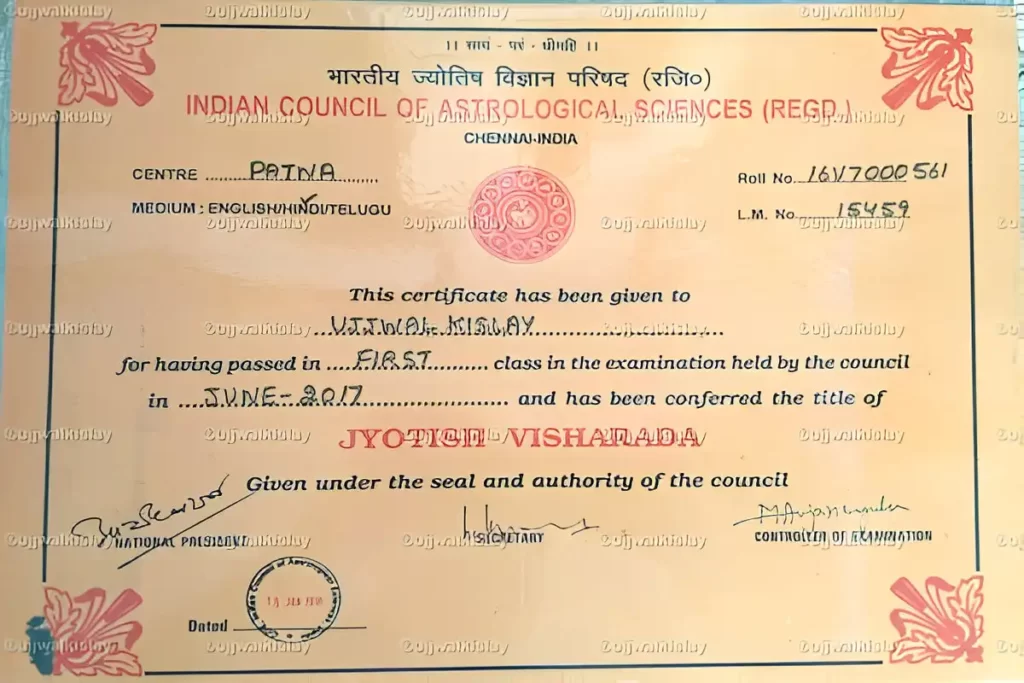 ।। सत्यं - परं - धीमहि ।।
भारतीय ज्योतिष विज्ञान परिषद (रजि०)
INDIAN COUNCIL OF ASTROLOGICAL SCIENCES (REGD.)
CHENNAI-INDIA
CENTRE PATNA
Roll No. 16V7000561
MEDIUM : ENGLISH/HINDI/TELUGU
L.M. No. 15459
This certificate has been given to
UJJWAL KISLAY
for having passed in FIRST class in the examination held by the council
in JUNE-2017 and has been conferred the title of
JYOTISH VISHARADA
Given under the seal and authority of the council
NATIONAL PRESIDENT
SECRETARY
CONTROLLER OF EXAMINATION
Dated